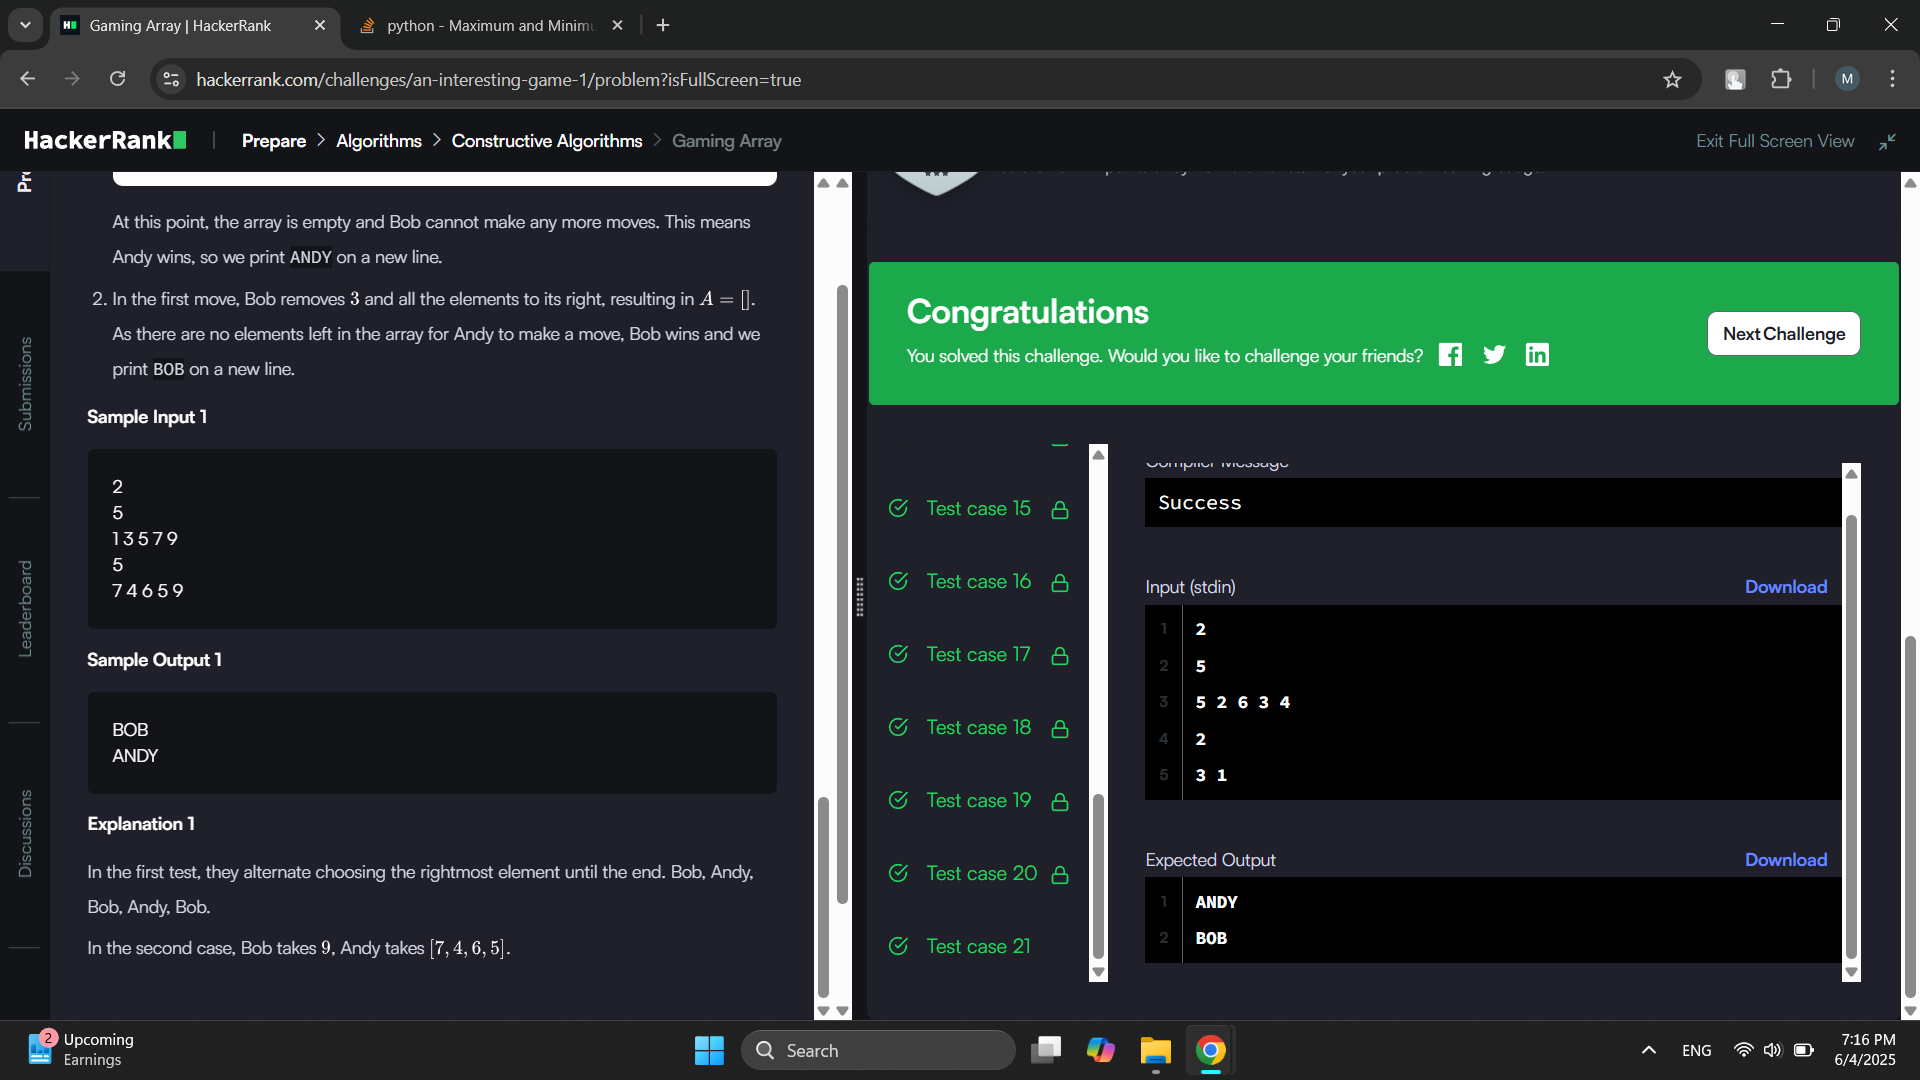 Gaming Array | HackerRank
python - Maximum and Minimu
hackerrank.com/challenges/an-interesting-game-1/problem?isFullScreen=true
M
HackerRank
Prepare > Algorithms > Constructive Algorithms > Gaming Array
Exit Full Screen View
Submissions
Leaderboard
Discussions
At this point, the array is empty and Bob cannot make any more moves. This means
Andy wins, so we print ANDY on a new line.
2. In the first move, Bob removes 3 and all the elements to its right, resulting in A = [].
As there are no elements left in the array for Andy to make a move, Bob wins and we
print BOB on a new line.
Sample Input 1
2
5
1 3 5 7 9
5
7 4 6 5 9
Sample Output 1
BOB
ANDY
Explanation 1
In the first test, they alternate choosing the rightmost element until the end. Bob, Andy,
Bob, Andy, Bob.
In the second case, Bob takes 9, Andy takes [7, 4, 6, 5].
Congratulations
You solved this challenge. Would you like to challenge your friends?
Next Challenge
Test case 15
Test case 16
Test case 17
Test case 18
Test case 19
Test case 20
Test case 21
Compiler Message
Success
Input (stdin)
Download
1 2
2 5
3 5 2 6 3 4
4 2
5 3 1
Expected Output
Download
1 ANDY
2 BOB
2
Upcoming
Earnings
Search
ENG
7:16 PM
6/4/2025